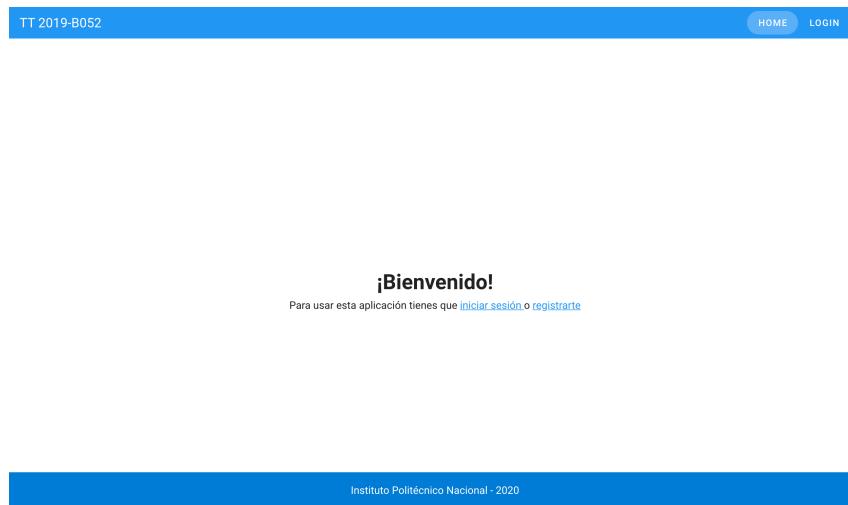 TT 2019-B052
HOME LOGIN
¡Bienvenido!
Para usar esta aplicación tienes que iniciar sesión o registrarte
Instituto Politécnico Nacional - 2020